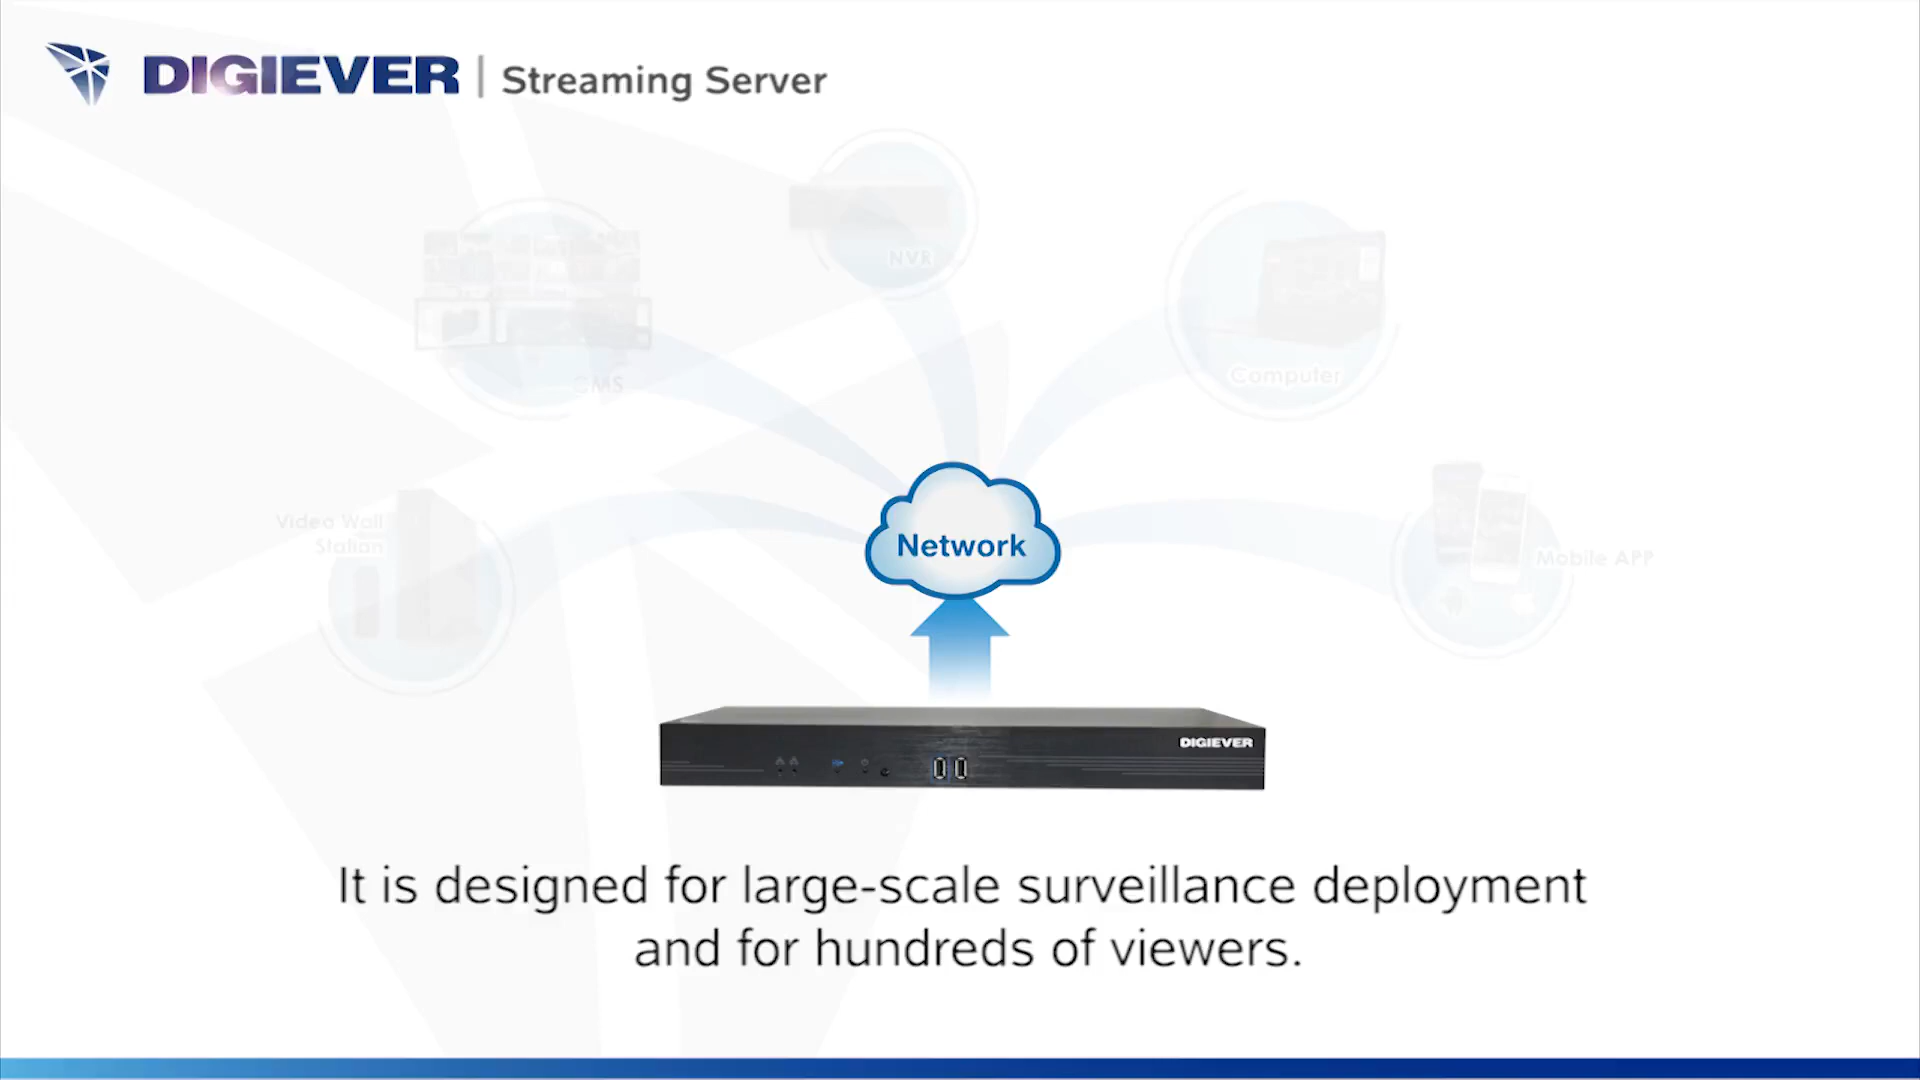 DIGIEVER | Streaming Server
NVR
CMS
Computer
Video Wall
Station
Network
Mobile APP
DIGIEVER
It is designed for large-scale surveillance deployment
and for hundreds of viewers.